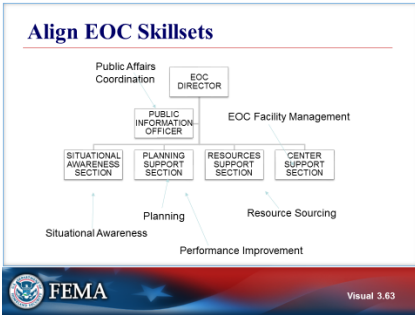 Align EOC Skillsets
Public Affairs
Coordination
EOC
DIRECTOR
PUBLIC
INFORMATION
OFFICER
EOC Facility Management
SITUATIONAL
AWARENESS
SECTION
PLANNING
SUPPORT
SECTION
RESOURCES
SUPPORT
SECTION
CENTER
SUPPORT
SECTION
Planning
Resource Sourcing
Situational Awareness
Performance Improvement
FEMA
Visual 3.63